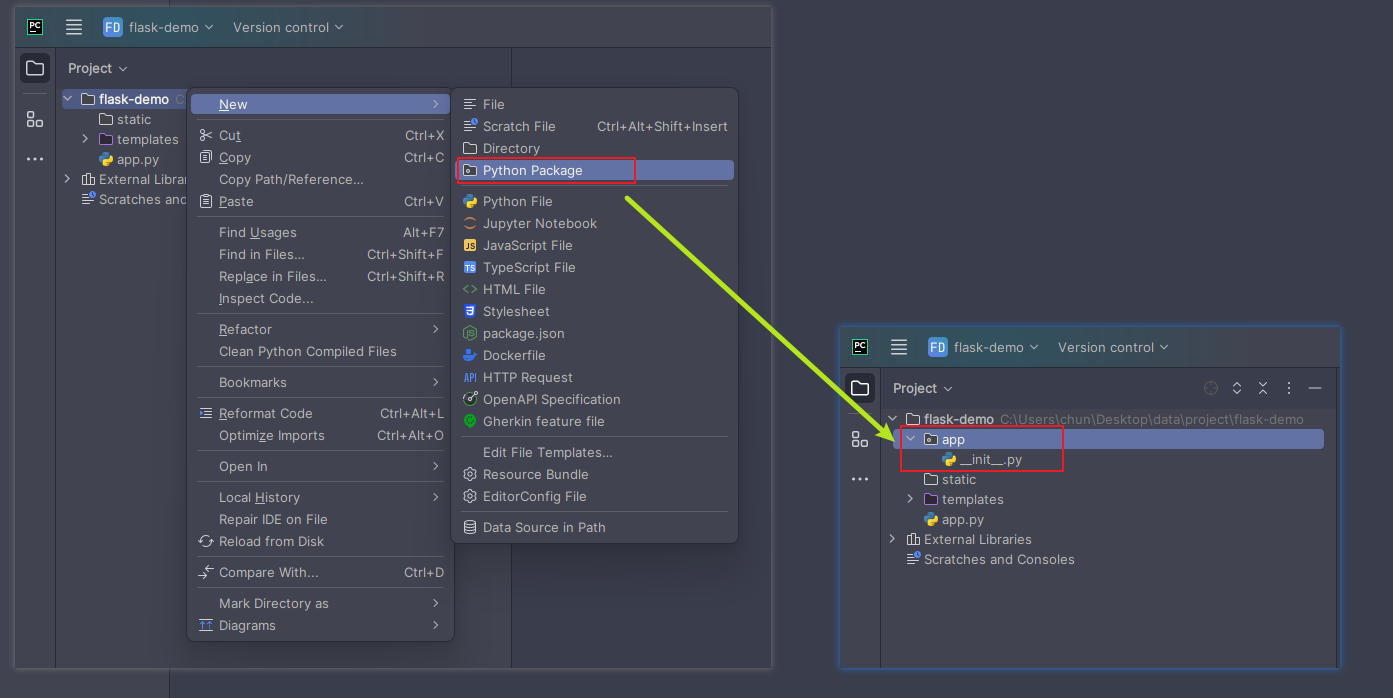 PC FD flask-demo Version control
Project
flask-demo
static
templates
app.py
External Librar
Scratches and
New
Cut Ctrl+X
Copy Ctrl+C
Copy Path/Reference...
Paste Ctrl+V
Find Usages Alt+F7
Find in Files... Ctrl+Shift+F
Replace in Files... Ctrl+Shift+R
Inspect Code...
Refactor
Clean Python Compiled Files
Bookmarks
Reformat Code Ctrl+Alt+L
Optimize Imports Ctrl+Alt+O
Open In
Local History
Repair IDE on File
Reload from Disk
Compare With... Ctrl+D
Mark Directory as
Diagrams
File
Scratch File Ctrl+Alt+Shift+Insert
Directory
Python Package
Python File
Jupyter Notebook
JS JavaScript File
TS TypeScript File
HTML File
Stylesheet
package.json
Dockerfile
API HTTP Request
OpenAPI Specification
Gherkin feature file
Edit File Templates...
Resource Bundle
EditorConfig File
Data Source in Path
PC FD flask-demo Version control
Project
flask-demo C:\Users\chun\Desktop\data\project\flask-demo
app
__init__.py
static
templates
app.py
External Libraries
Scratches and Consoles